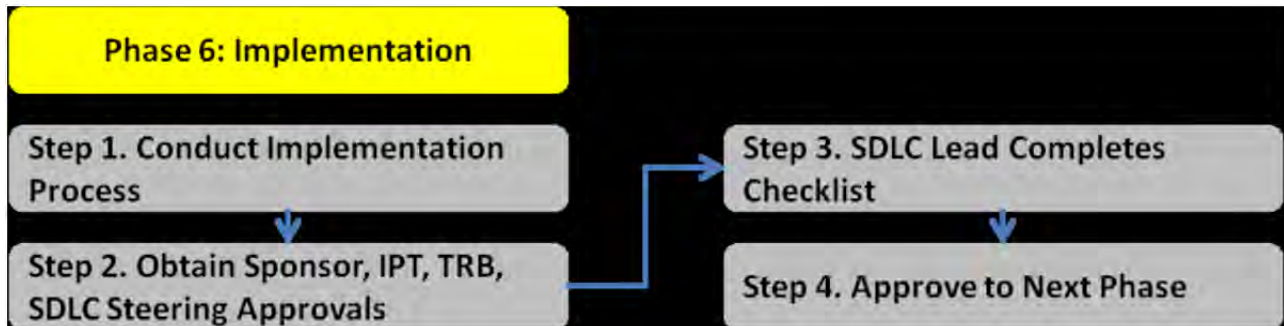 Phase 6: Implementation
Step 1. Conduct Implementation
Process
Step 2. Obtain Sponsor, IPT, TRB,
SDLC Steering Approvals
Step 3. SDLC Lead Completes
Checklist
Step 4. Approve to Next Phase